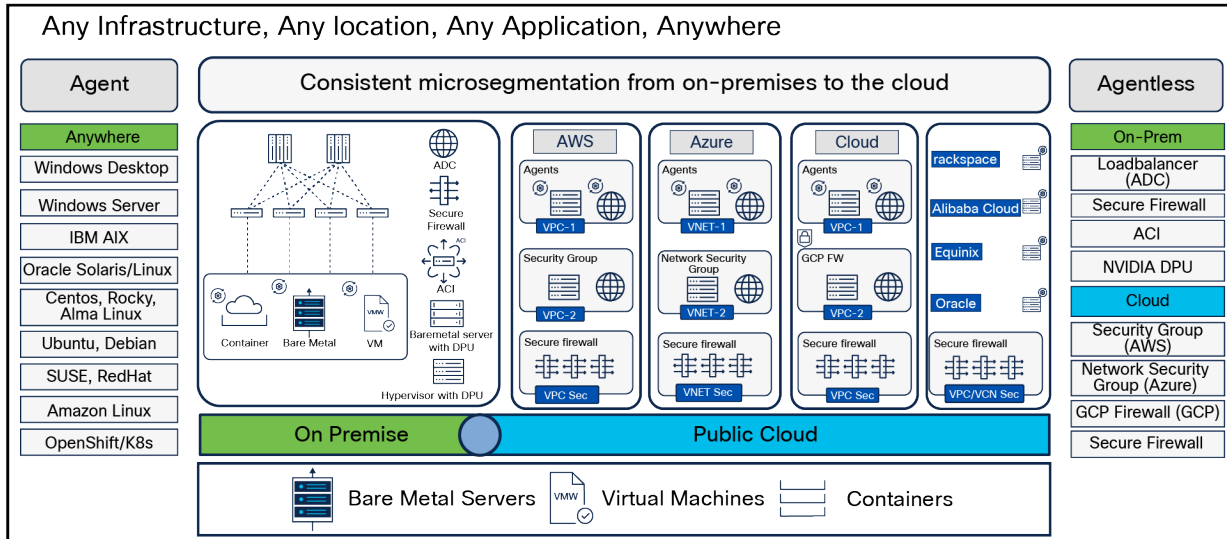 Any Infrastructure, Any location, Any Application, Anywhere
Agent
Anywhere
Windows Desktop
Windows Server
IBM AIX
Oracle Solaris/Linux
Centos, Rocky,
Alma Linux
Ubuntu, Debian
SUSE, RedHat
Amazon Linux
OpenShift/K8s
Consistent microsegmentation from on-premises to the cloud
ADC
Secure
Firewall
ACI
ACI
Baremetal server
with DPU
Hypervisor with DPU
Container
Bare Metal
VMW
VM
AWS
Agents
VPC-1
Security Group
VPC-2
Secure firewall
VPC Sec
Azure
Agents
VNET-1
Network Security
Group
VNET-2
Secure firewall
VNET Sec
Cloud
Agents
VPC-1
GCP FW
VPC-2
Secure firewall
VPC Sec
rackspace
Alibaba Cloud
Equinix
Oracle
Secure firewall
VPC/VCN Sec
On Premise
Public Cloud
Bare Metal Servers
VMW
Virtual Machines
Containers
Agentless
On-Prem
Loadbalancer
(ADC)
Secure Firewall
ACI
NVIDIA DPU
Cloud
Security Group
(AWS)
Network Security
Group (Azure)
GCP Firewall (GCP)
Secure Firewall